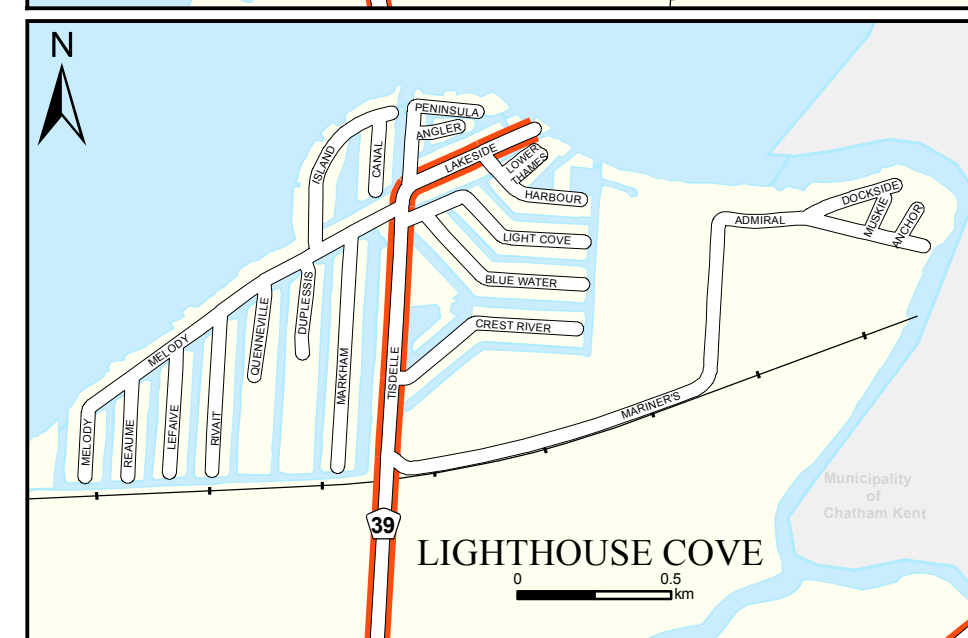 N
PENINSULA
ANGLER
LAKESIDE
LOWER
THAMES
HARBOUR
ISLAND
CANAL
LIGHT COVE
BLUE WATER
CREST RIVER
DOCKSIDE
MUSKIE
ANCHOR
ADMIRAL
MARINER'S
MELODY
QUENNEVILLE
DUPLESSIS
MARKHAM
TISDELLE
MELODY
REAUME
LEFAIVE
RIVAIT
Municipality
of
Chatham Kent
39
LIGHTHOUSE COVE
0 0.5
km